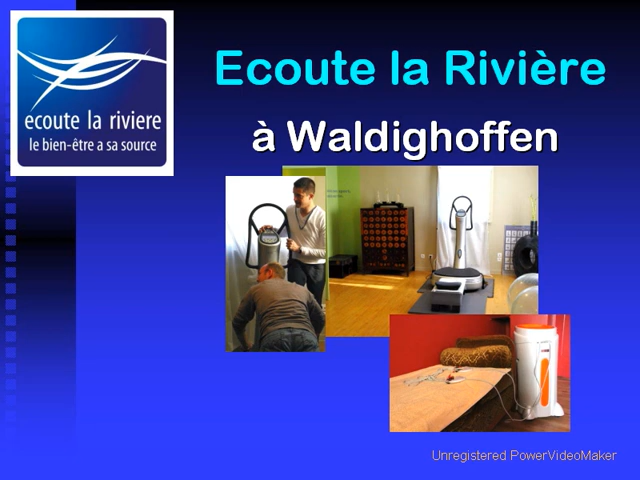 ecoute la riviere
le bien-être a sa source
Ecoute la Rivière
à Waldighoffen
Unregistered PowerVideoMaker